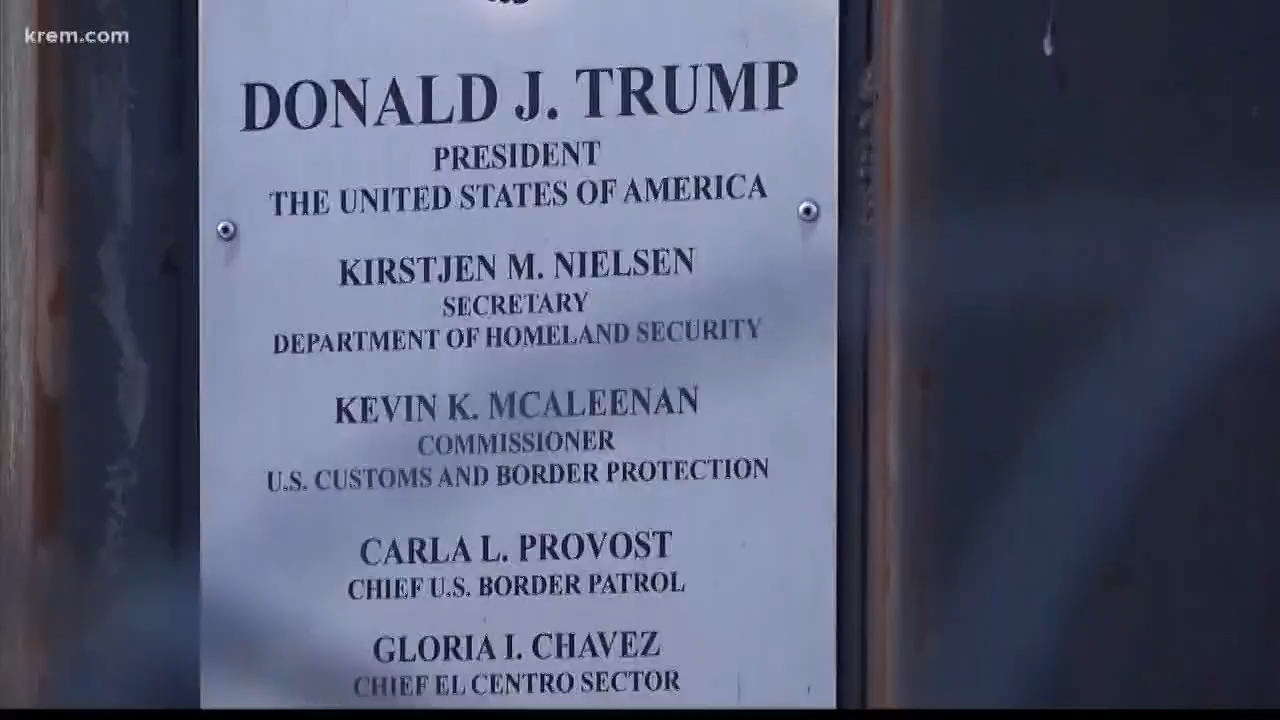 krem.com
DONALD J. TRUMP
PRESIDENT
THE UNITED STATES OF AMERICA
KIRSTJEN M. NIELSEN
SECRETARY
DEPARTMENT OF HOMELAND SECURITY
KEVIN K. MCALEENAN
COMMISSIONER
U.S. CUSTOMS AND BORDER PROTECTION
CARLA L. PROVOST
CHIEF U.S. BORDER PATROL
GLORIA I. CHAVEZ
CHIEF EL CENTRO SECTOR